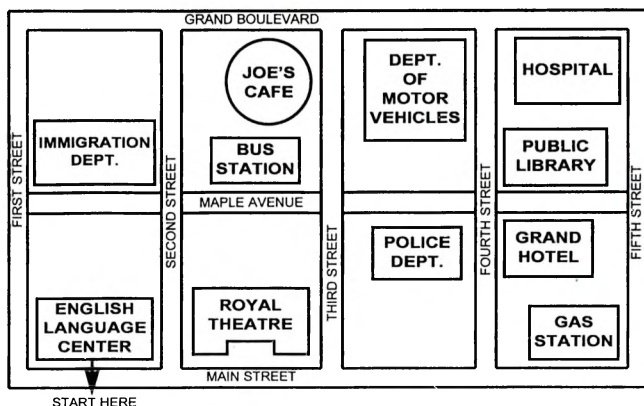 GRAND BOULEVARD
JOE'S
CAFE
DEPT.
OF
MOTOR
VEHICLES
HOSPITAL
IMMIGRATION
DEPT.
BUS
STATION
PUBLIC
LIBRARY
FIRST STREET
SECOND STREET
MAPLE AVENUE
THIRD STREET
FOURTH STREET
FIFTH STREET
POLICE
DEPT.
GRAND
HOTEL
ENGLISH
LANGUAGE
CENTER
ROYAL
THEATRE
GAS
STATION
MAIN STREET
START HERE